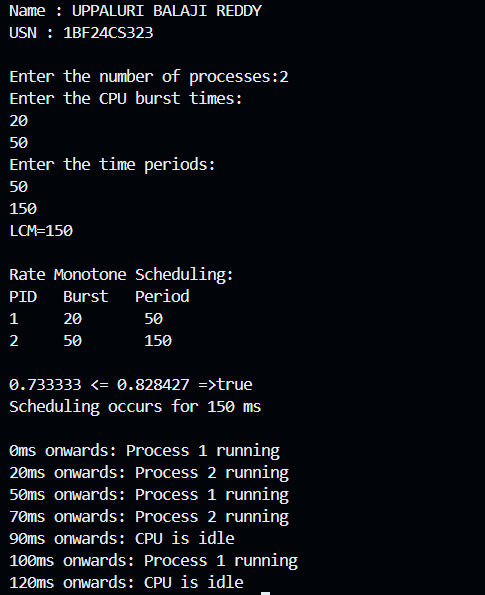 Name : UPPALURI BALAJI REDDY
USN : 1BF24CS323
Enter the number of processes:2
Enter the CPU burst times:
20
50
Enter the time periods:
50
150
LCM=150
Rate Monotone Scheduling:
PID Burst Period
1 20 50
2 50 150
0.733333 <= 0.828427 =>true
Scheduling occurs for 150 ms
0ms onwards: Process 1 running
20ms onwards: Process 2 running
50ms onwards: Process 1 running
70ms onwards: Process 2 running
90ms onwards: CPU is idle
100ms onwards: Process 1 running
120ms onwards: CPU is idle